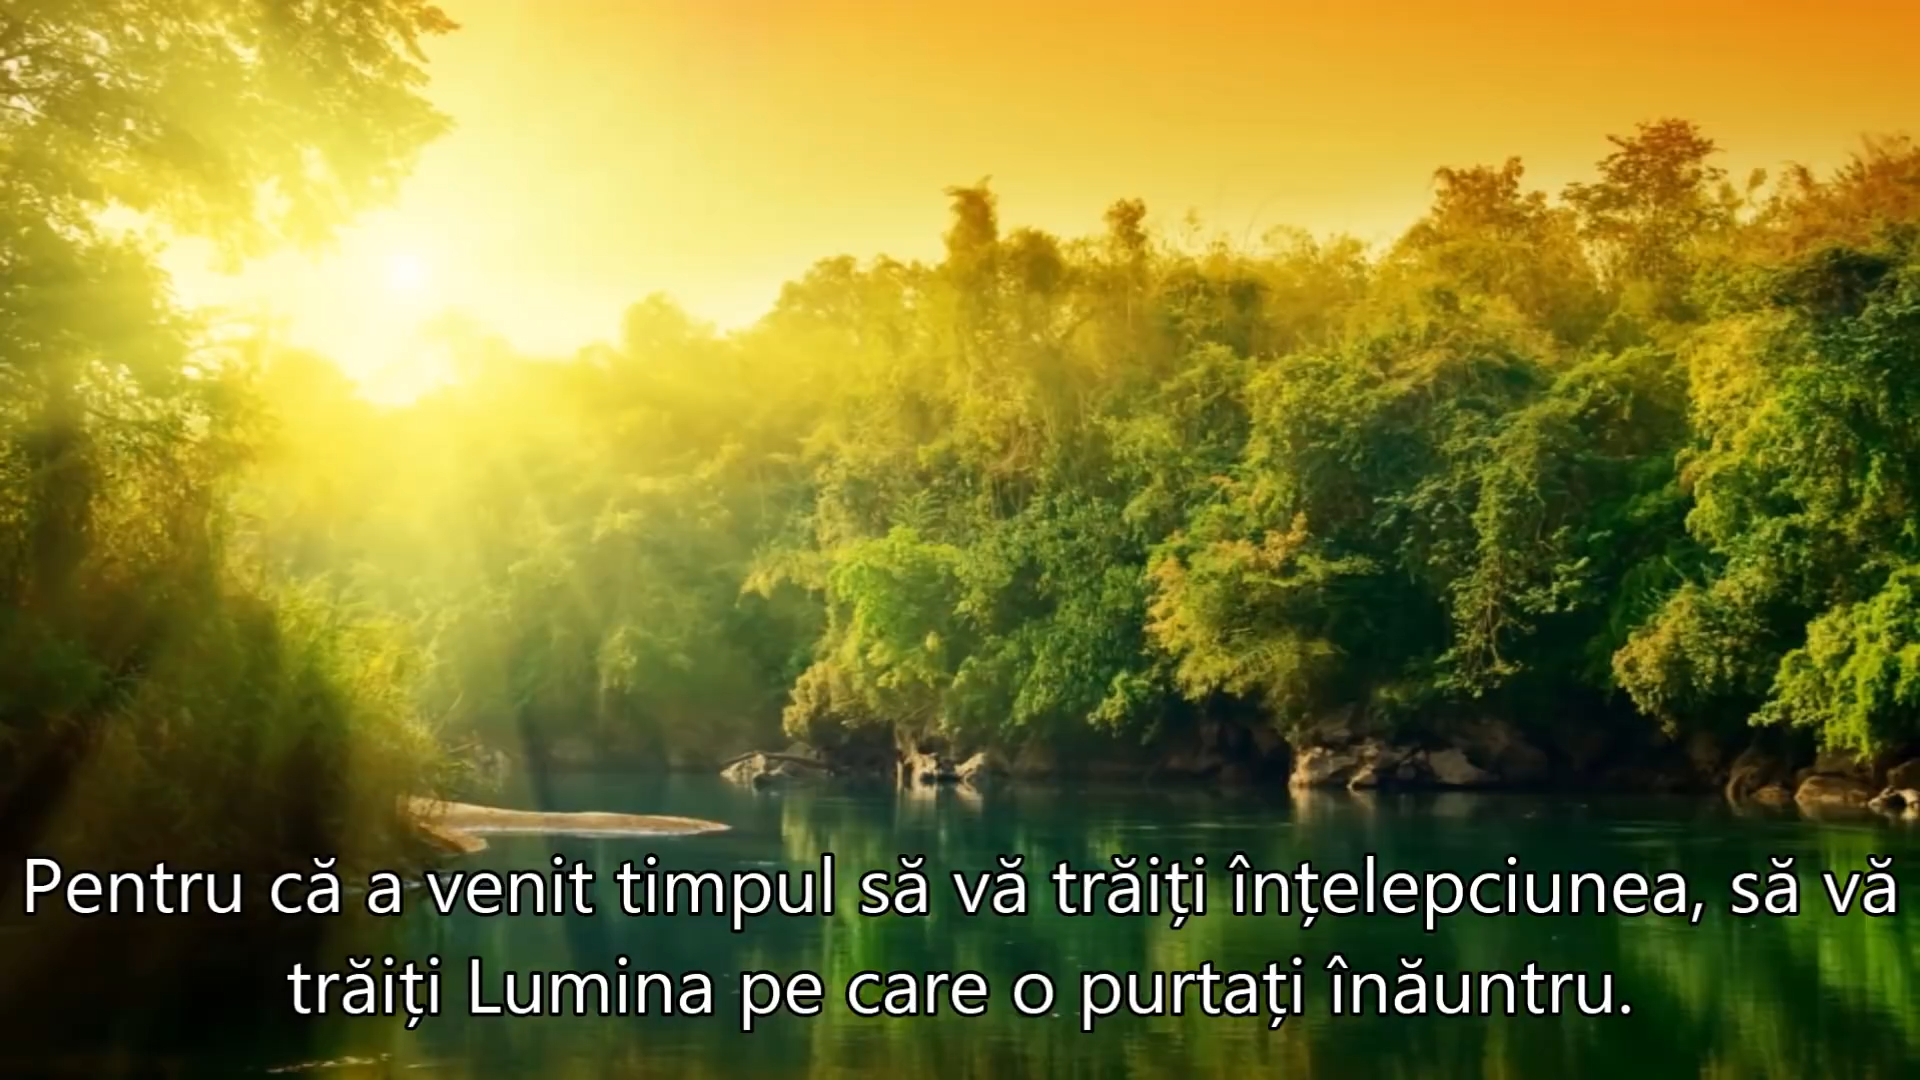 Pentru că a venit timpul să vă trăiți înțelepciunea, să vă
trăiți Lumina pe care o purtați înăuntru.